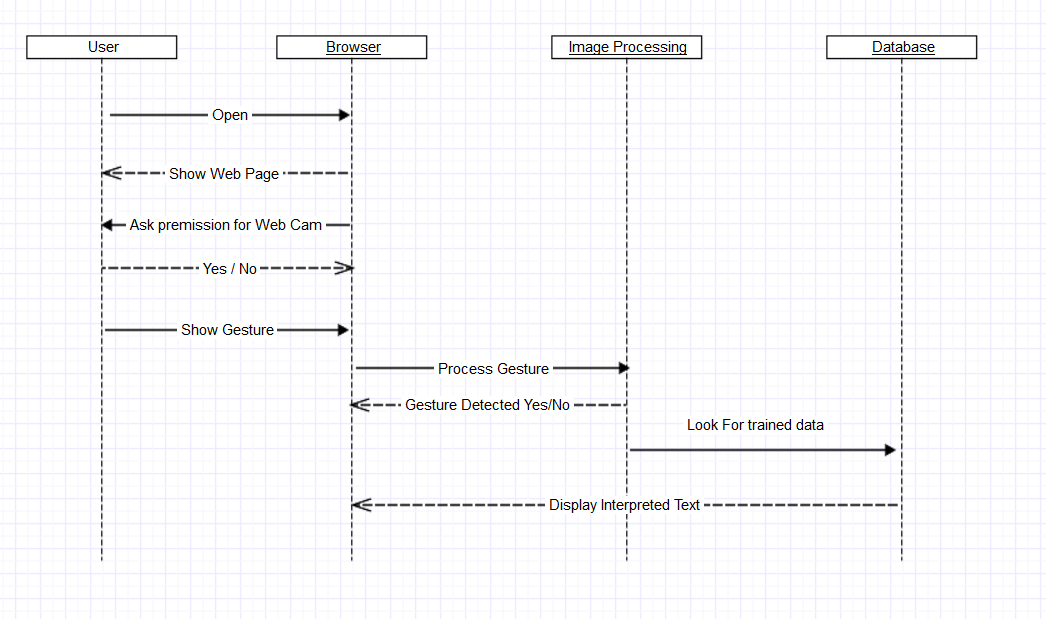 User
Browser
Image Processing
Database
Open
Show Web Page
Ask premission for Web Cam
Yes / No
Show Gesture
Process Gesture
Gesture Detected Yes/No
Look For trained data
Display Interpreted Text